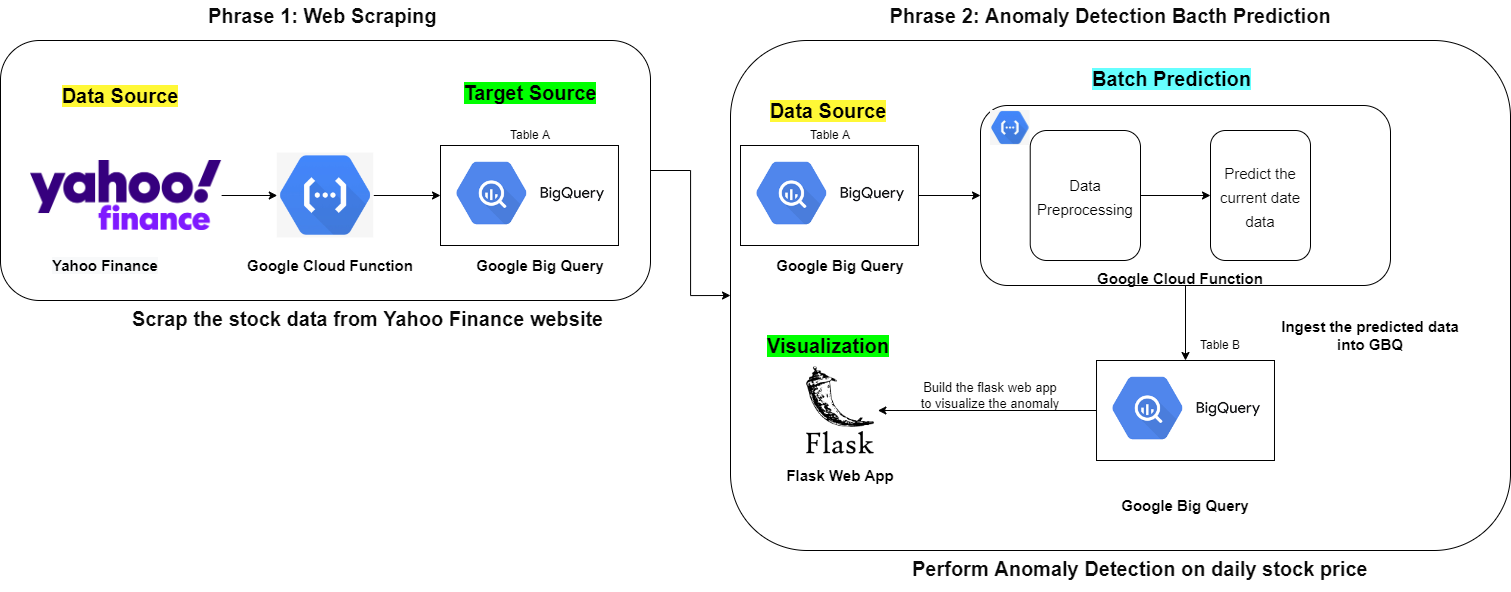 Phrase 1: Web Scraping
Data Source
Target Source
Table A
yahoo!
finance
BigQuery
Yahoo Finance
Google Cloud Function
Google Big Query
Scrap the stock data from Yahoo Finance website
Phrase 2: Anomaly Detection Bacth Prediction
Batch Prediction
Data Source
Table A
BigQuery
Google Big Query
Data
Preprocessing
Predict the
current date
data
Google Cloud Function
Ingest the predicted data
into GBQ
Table B
BigQuery
Google Big Query
Build the flask web app
to visualize the anomaly
Visualization
Flask
Flask Web App
Perform Anomaly Detection on daily stock price